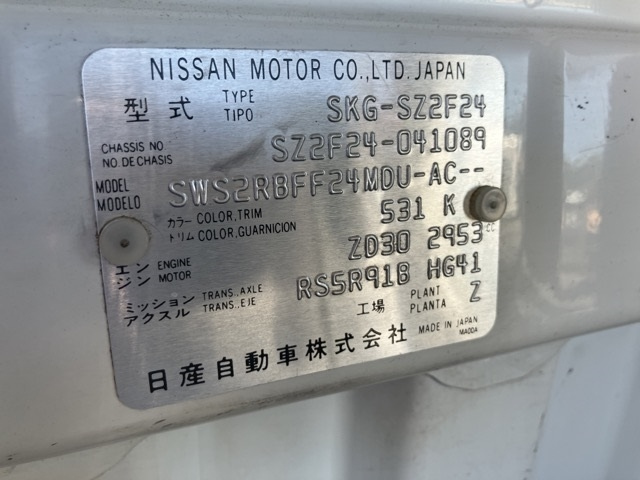 NISSAN MOTOR CO.,LTD. JAPAN
型式 TYPE TIPO SKG-SZ2F24
CHASSIS NO NO. DE CHASIS SZ2F24-041089
MODEL MODELO SWS2RBFF24MDU-AC--
カラー COLOR, TRIM トリム COLOR, GUARNICION 531 K
エンジン ENGINE MOTOR ZD30 2953 CC
ミッション アクスル TRANS., AXLE TRANS., EJE RS5R91B HG41
工場 PLANT PLANTA Z
日産自動車株式会社 MADE IN JAPAN
MA00A